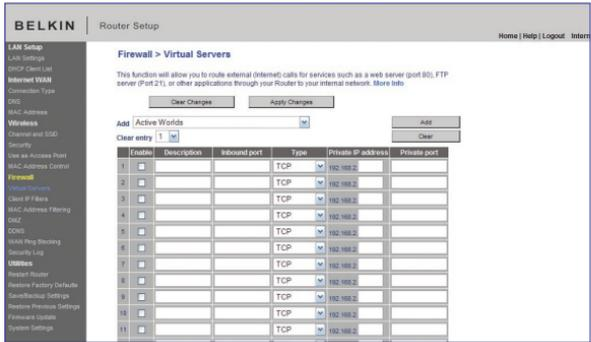 BELKIN
Router Setup
Home | Help | Logout Intern
LAN Setup
LAN Settings
DHCP Client List
Internet WAN
Connection Type
DNS
MAC Address
Wireless
Channel and SSID
Security
Use as Access Point
MAC Address Control
Firewall
Virtual Servers
Client IP Filters
MAC Address Filtering
DMZ
DDNS
WAN Ping Blocking
Security Log
Utilities
Restart Router
Restore Factory Defaults
Save/Backup Settings
Restore Previous Settings
Firmware Update
System Settings
Firewall > Virtual Servers
This function will allow you to route external (Internet) calls for services such as a web server (port 80), FTP
server (Port 21), or other applications through your Router to your internal network. More Info
Clear Changes Apply Changes
Add Active Worlds Add
Clear entry 1 Clear
Enable Description Inbound port Type Private IP address Private port
1 TCP 192.168.2.
2 TCP 192.168.2.
3 TCP 192.168.2.
4 TCP 192.168.2.
5 TCP 192.168.2.
6 TCP 192.168.2.
7 TCP 192.168.2.
8 TCP 192.168.2.
9 TCP 192.168.2.
10 TCP 192.168.2.
11 TCP 192.168.2.